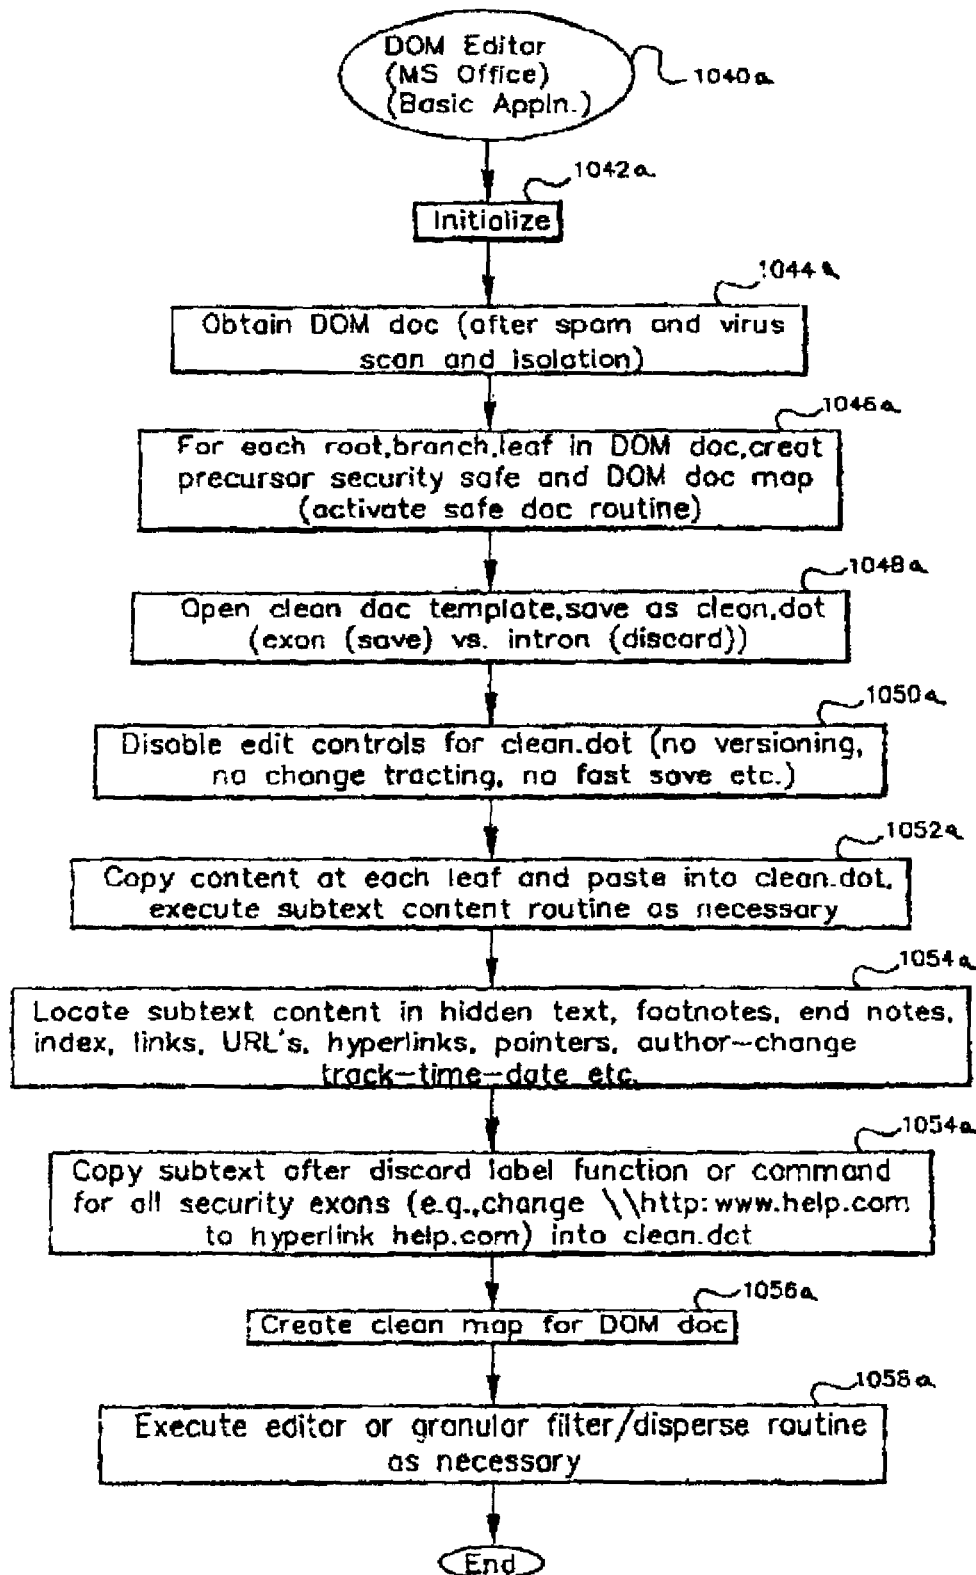 DOM Editor
(MS Office)
(Basic Appln.)
1040a
1042a
Initialize
1044a
Obtain DOM doc (after spam and virus
scan and isolation)
1046a
For each root,branch,leaf in DOM doc,creat
precursor security safe and DOM doc map
(activate safe doc routine)
1048a
Open clean doc template,save as clean.dot
(exon (save) vs. intron (discard))
1050a
Disable edit controls for clean.dot (no versioning,
no change tracting, no fast save etc.)
1052a
Copy content at each leaf and paste into clean.dot,
execute subtext content routine as necessary
1054a
Locate subtext content in hidden text, footnotes, end notes,
index, links, URL's, hyperlinks, pointers, author-change
track-time-date etc.
1054a
Copy subtext after discard label function or command
for all security exons (e.g.,change \\http:www.help.com
to hyperlink help.com) into clean.dot
1056a
Create clean map for DOM doc
1058a
Execute editor or granular filter/disperse routine
as necessary
End